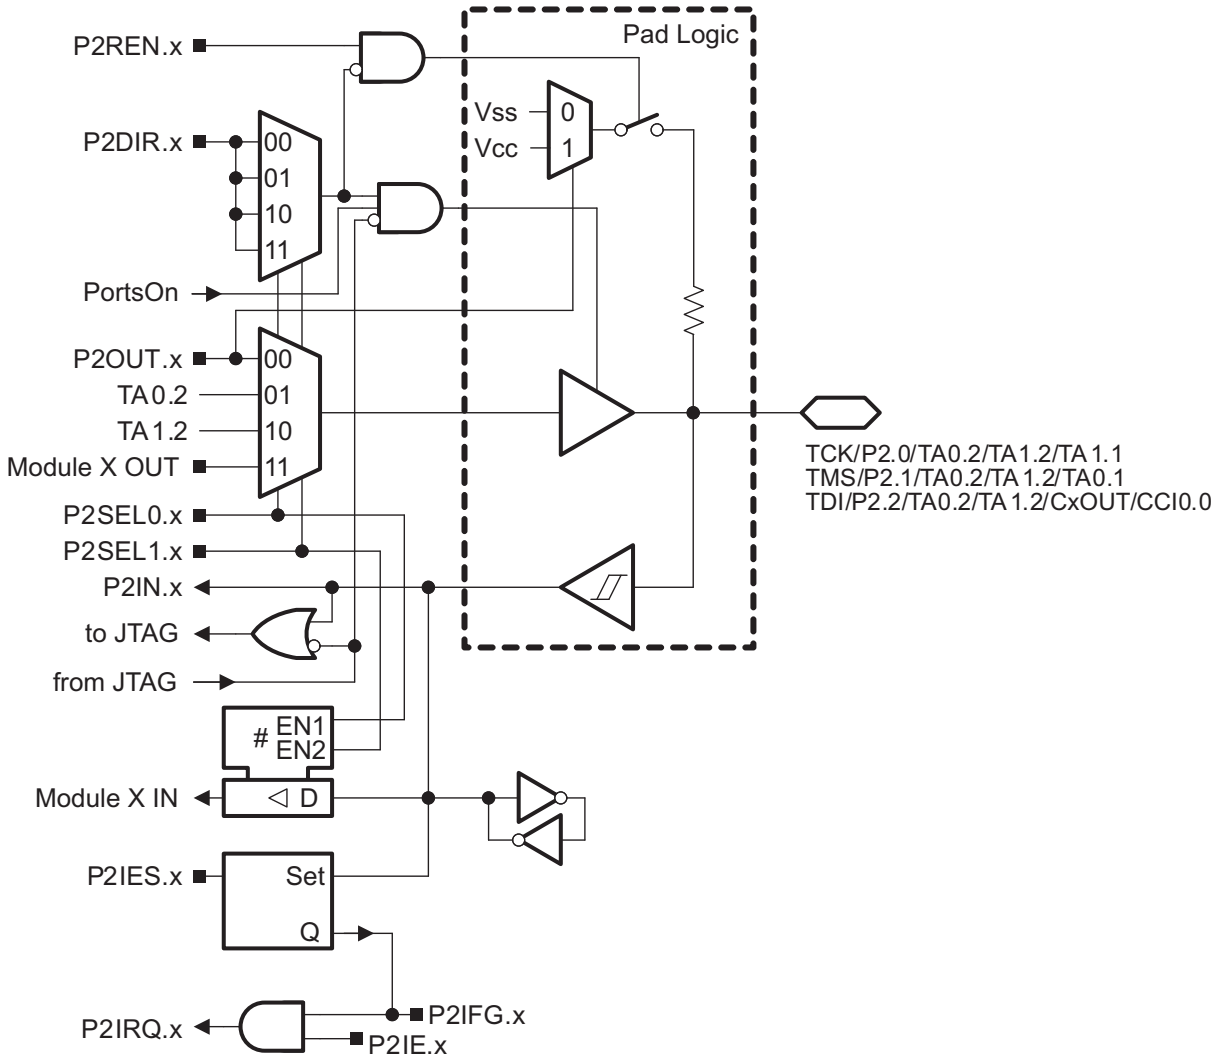 Pad Logic
P2REN.x
Vss
0
Vcc
1
P2DIR.x
00
01
10
11
PortsOn
P2OUT.x
00
TA0.2
01
TA1.2
10
Module X OUT
11
TCK/P2.0/TA0.2/TA1.2/TA1.1
TMS/P2.1/TA0.2/TA1.2/TA0.1
TDI/P2.2/TA0.2/TA1.2/CxOUT/CCI0.0
P2SEL0.x
P2SEL1.x
P2IN.x
to JTAG
from JTAG
# EN1
EN2
Module X IN
D
P2IES.x
Set
Q
P2IFG.x
P2IRQ.x
P2IE.x